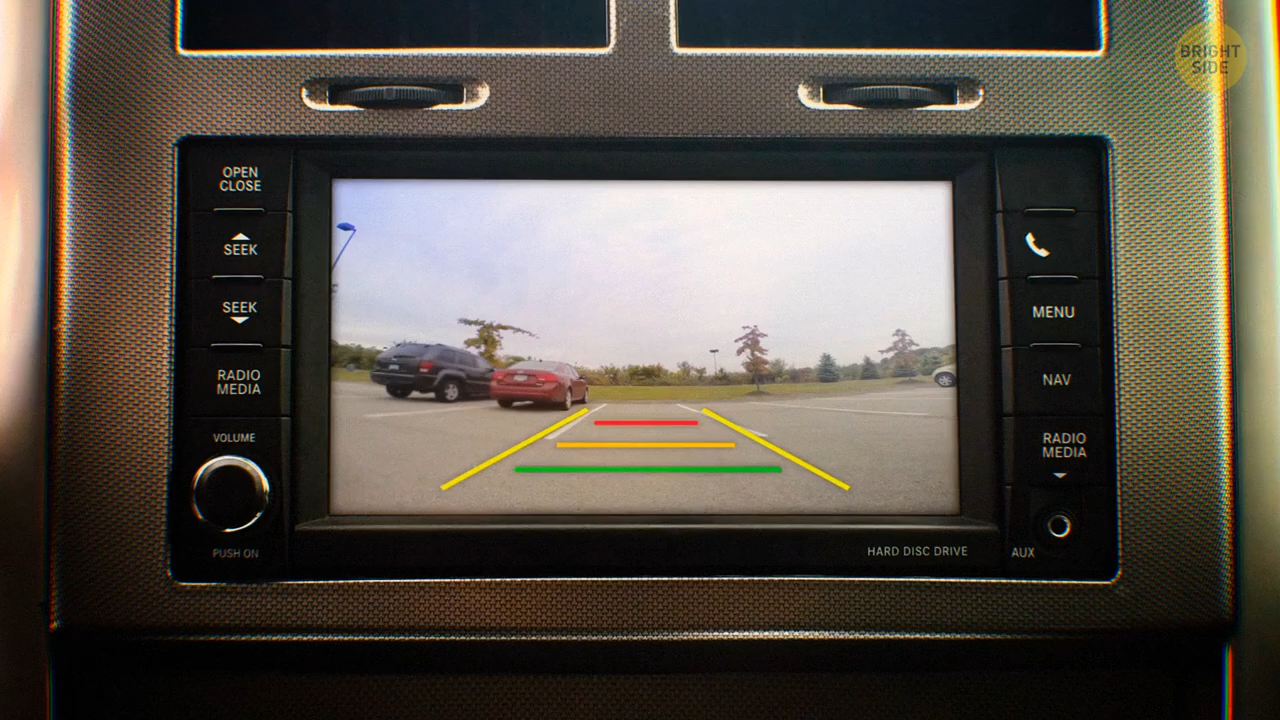 BRIGHT
SIDE
OPEN
CLOSE
SEEK
SEEK
RADIO
MEDIA
VOLUME
PUSH ON
MENU
NAV
RADIO
MEDIA
HARD DISC DRIVE
AUX